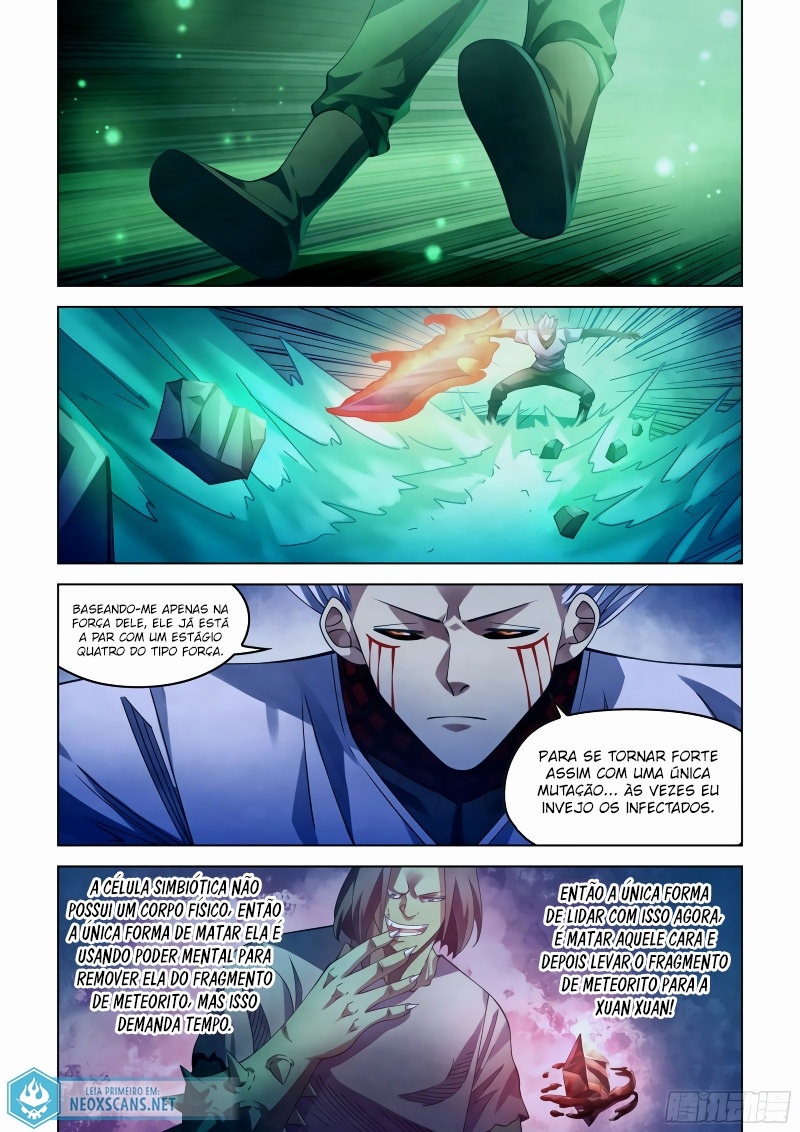 BASEANDO-ME APENAS NA
FORÇA DELE, ELE JÁ ESTÁ
A PAR COM UM ESTÁGIO
QUATRO DO TIPO FORÇA.
PARA SE TORNAR FORTE
ASSIM COM UMA ÚNICA
MUTAÇÃO... ÀS VEZES EU
INVEJO OS INFECTADOS.
A CÉLULA SIMBIÓTICA NÃO
POSSUI UM CORPO FÍSICO, ENTÃO
A ÚNICA FORMA DE MATAR ELA É
USANDO PODER MENTAL PARA
REMOVER ELA DO FRAGMENTO
DE METEORITO, MAS ISSO
DEMANDA TEMPO.
ENTÃO A ÚNICA FORMA
DE LIDAR COM ISSO AGORA,
É MATAR AQUELE CARA E
DEPOIS LEVAR O FRAGMENTO
DE METEORITO PARA A
XUAN XUAN!
LEIA PRIMEIRO EM:
NEOXSCANS.NET
腾讯动漫